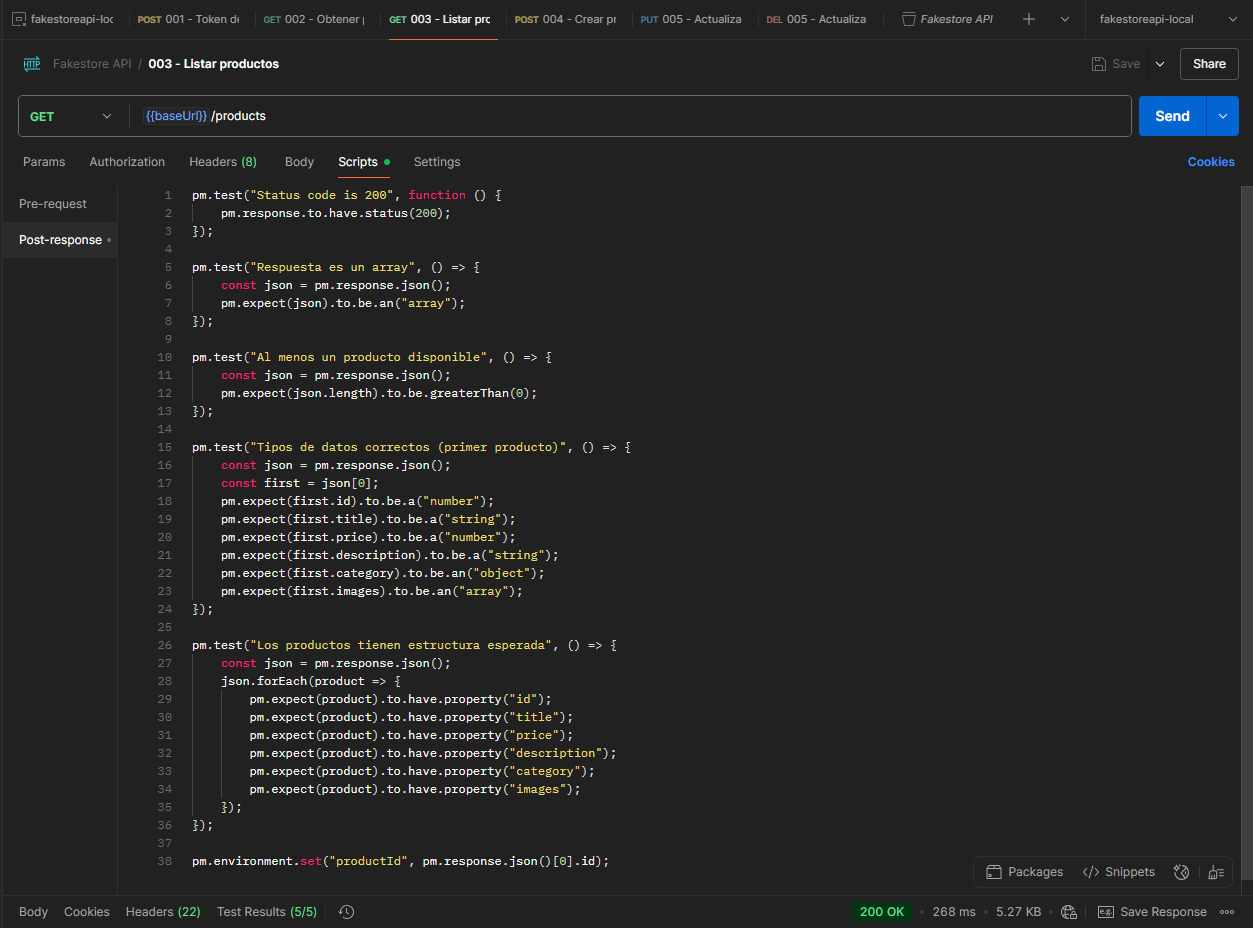 fakestoreapi-loc POST 001 - Token de GET 002 - Obtener GET 003 - Listar pro POST 004 - Crear pr PUT 005 - Actualiza DEL 005 - Actualiza Fakestore API fakestoreapi-local
HTTP Fakestore API / 003 - Listar productos Save Share
GET {{baseUrl}} /products Send
Params Authorization Headers (8) Body Scripts Settings Cookies
Pre-request
Post-response
1 pm.test("Status code is 200", function () {
2 pm.response.to.have.status(200);
3 });
4
5 pm.test("Respuesta es un array", () => {
6 const json = pm.response.json();
7 pm.expect(json).to.be.an("array");
8 });
9
10 pm.test("Al menos un producto disponible", () => {
11 const json = pm.response.json();
12 pm.expect(json.length).to.be.greaterThan(0);
13 });
14
15 pm.test("Tipos de datos correctos (primer producto)", () => {
16 const json = pm.response.json();
17 const first = json[0];
18 pm.expect(first.id).to.be.a("number");
19 pm.expect(first.title).to.be.a("string");
20 pm.expect(first.price).to.be.a("number");
21 pm.expect(first.description).to.be.a("string");
22 pm.expect(first.category).to.be.an("object");
23 pm.expect(first.images).to.be.an("array");
24 });
25
26 pm.test("Los productos tienen estructura esperada", () => {
27 const json = pm.response.json();
28 json.forEach(product => {
29 pm.expect(product).to.have.property("id");
30 pm.expect(product).to.have.property("title");
31 pm.expect(product).to.have.property("price");
32 pm.expect(product).to.have.property("description");
33 pm.expect(product).to.have.property("category");
34 pm.expect(product).to.have.property("images");
35 });
36 });
37
38 pm.environment.set("productId", pm.response.json()[0].id);
Packages Snippets
Body Cookies Headers (22) Test Results (5/5) 200 OK 268 ms 5.27 KB e.g. Save Response